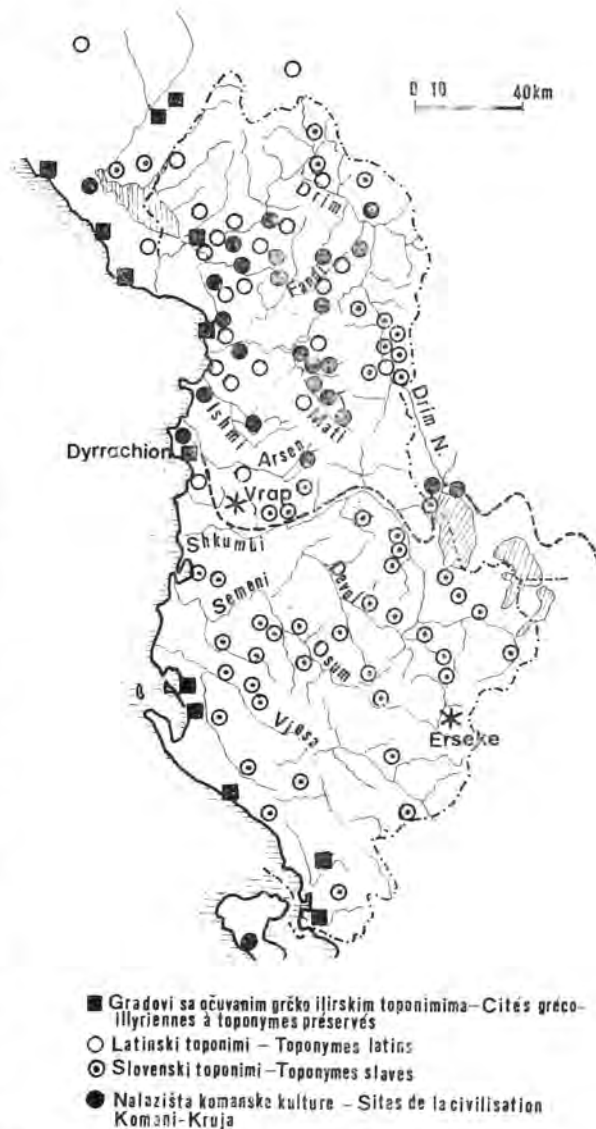 0 10 40km
Drim
Fandi
Drim N.
Ishmi
Mati
Arsen
Dyrrachion
Vrap
Shkumbi
Semeni
Devol
Osum
Vjosa
Erseke
Gradovi sa očuvanim grčko ilirskim toponimima – Cités gréco-
illyriennes à toponymes préservés
Latinski toponimi – Toponymes latins
Slovenski toponimi – Toponymes slaves
Nalazišta komanske kulture – Sites de la civilisation
Komani-Kruja